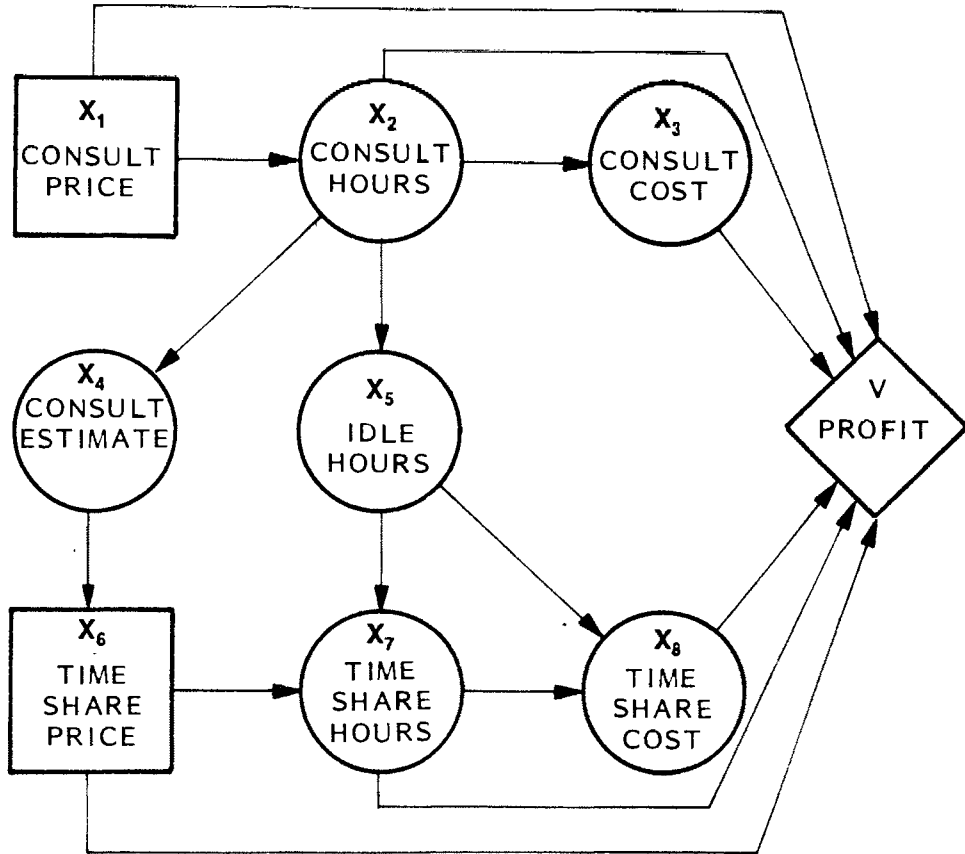 X₁
CONSULT
PRICE
X₂
CONSULT
HOURS
X₃
CONSULT
COST
X₄
CONSULT
ESTIMATE
X₅
IDLE
HOURS
V
PROFIT
X₆
TIME
SHARE
PRICE
X₇
TIME
SHARE
HOURS
X₈
TIME
SHARE
COST